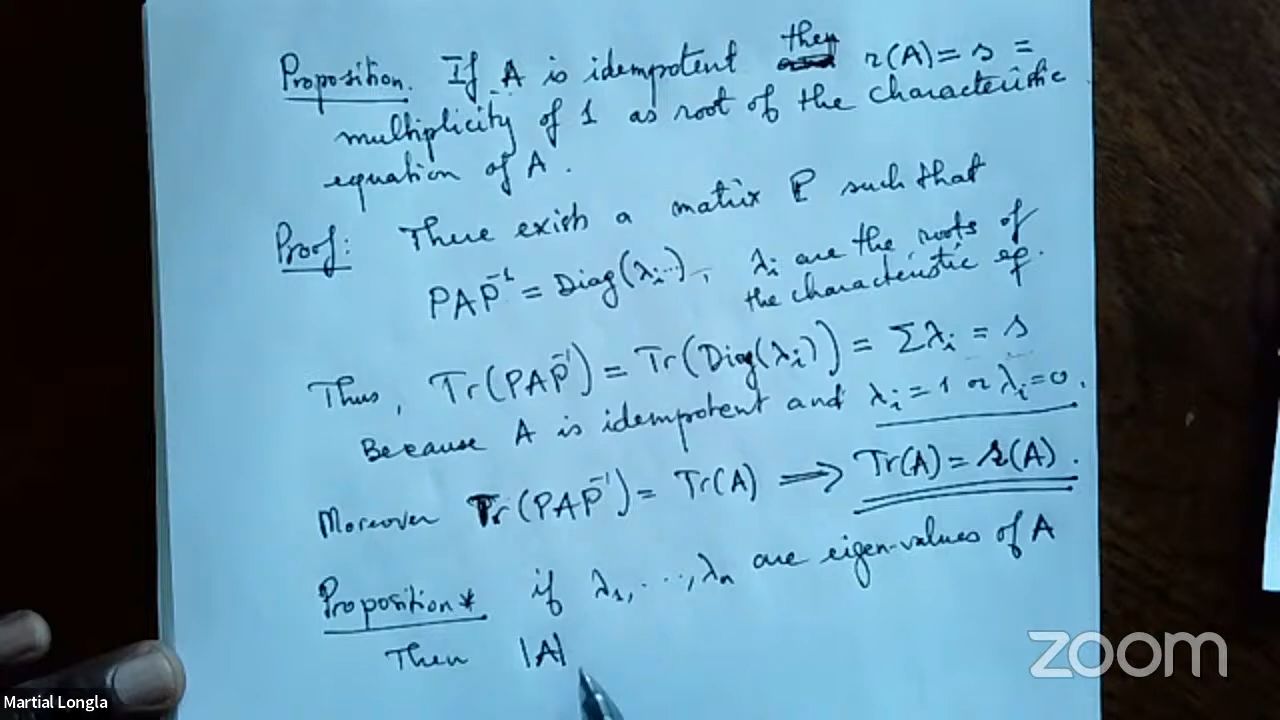 Proposition. If A is idempotent then r(A) = s =
multiplicity of 1 as root of the characteristic
equation of A.
Proof: There exists a matrix P such that
PAP⁻¹ = Diag(λᵢ..), λᵢ are the roots of
the characteristic eq.
Thus, Tr(PAP⁻¹) = Tr(Diag(λᵢ)) = Σλᵢ = s
Because A is idempotent and λᵢ = 1 or λᵢ = 0.
Moreover Tr(PAP⁻¹) = Tr(A) ⟹ Tr(A) = r(A).
Proposition* if λ₁, ..., λₙ are eigen-values of A
Then |A|
zoom
Martial Longla